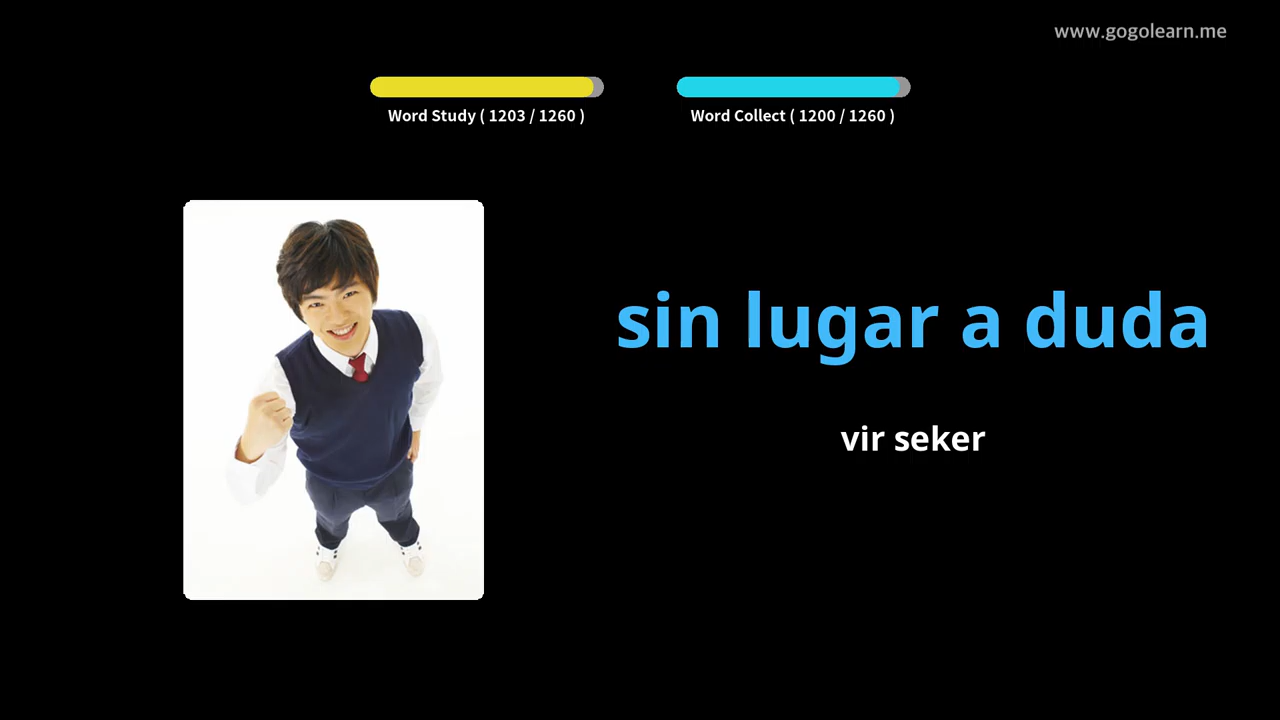 www.gogolearn.me
Word Study ( 1203 / 1260 )
Word Collect ( 1200 / 1260 )
sin lugar a duda
vir seker